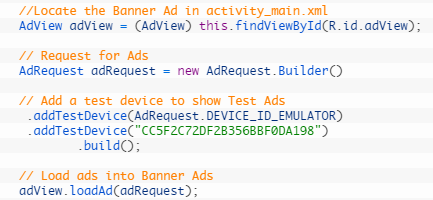 //Locate the Banner Ad in activity_main.xml
AdView adView = (AdView) this.findViewById(R.id.adView);
// Request for Ads
AdRequest adRequest = new AdRequest.Builder()
// Add a test device to show Test Ads
.addTestDevice(AdRequest.DEVICE_ID_EMULATOR)
.addTestDevice("CC5F2C72DF2B356BBF0DA198")
.build();
// Load ads into Banner Ads
adView.loadAd(adRequest);